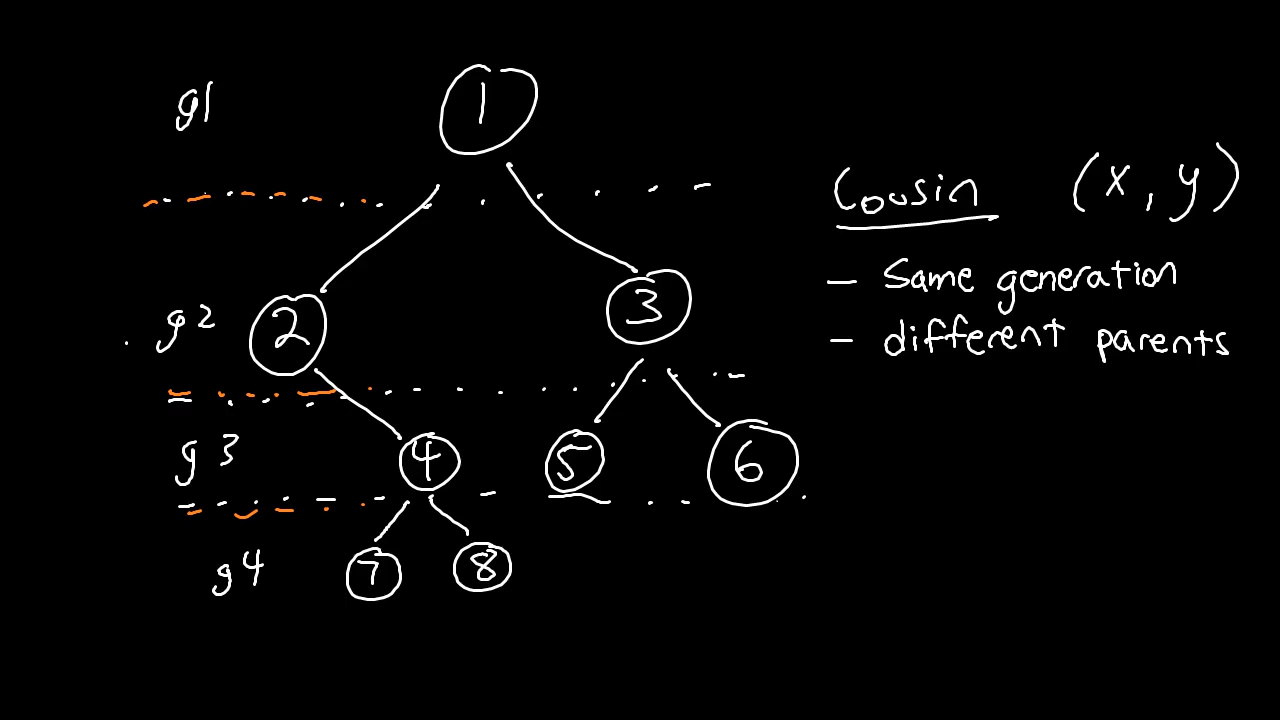 g1
1
Cousin (x, y)
- Same generation
- different parents
g2
2
3
g3
4
5
6
g4
7
8